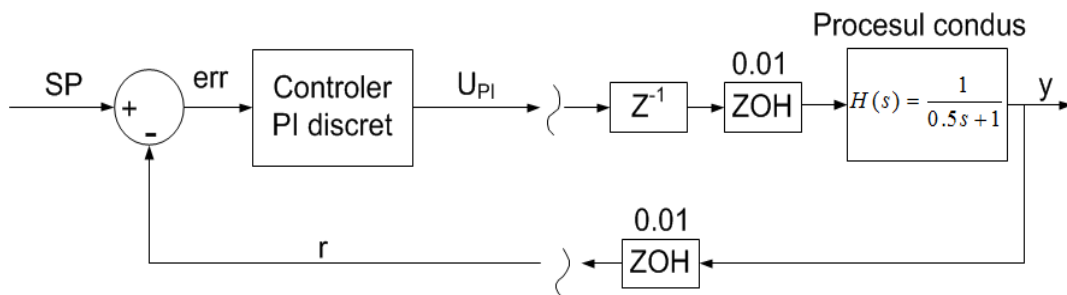 Procesul condus
SP
err
Controler
PI discret
U_PI
Z^-1
0.01
ZOH
H(s) = 1 / (0.5s + 1)
y
+
-
0.01
ZOH
r